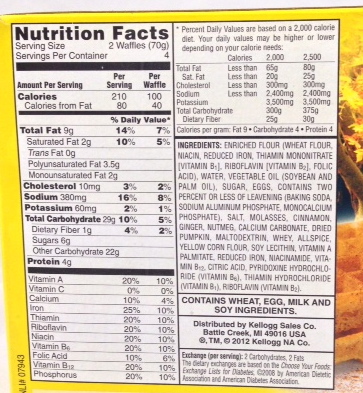 Nutrition Facts
Serving Size 2 Waffles (70g)
Servings Per Container 4
Amount Per Serving Per Serving Per Waffle
Calories 210 100
Calories from Fat 80 40
% Daily Value*
Total Fat 9g 14% 7%
Saturated Fat 2g 10% 5%
Trans Fat 0g
Polyunsaturated Fat 3.5g
Monounsaturated Fat 2g
Cholesterol 10mg 3% 2%
Sodium 380mg 16% 8%
Potassium 60mg 2% 1%
Total Carbohydrate 29g 10% 5%
Dietary Fiber 1g 4% 2%
Sugars 6g
Other Carbohydrate 22g
Protein 4g
Vitamin A 20% 10%
Vitamin C 0% 0%
Calcium 10% 4%
Iron 25% 10%
Thiamin 20% 10%
Riboflavin 20% 10%
Niacin 20% 10%
Vitamin B6 20% 10%
Folic Acid 10% 6%
Vitamin B12 20% 10%
Phosphorus 20% 10%
* Percent Daily Values are based on a 2,000 calorie
diet. Your daily values may be higher or lower
depending on your calorie needs:
Calories 2,000 2,500
Total Fat Less than 65g 80g
Sat. Fat Less than 20g 25g
Cholesterol Less than 300mg 300mg
Sodium Less than 2,400mg 2,400mg
Potassium 3,500mg 3,500mg
Total Carbohydrate 300g 375g
Dietary Fiber 25g 30g
Calories per gram: Fat 9 • Carbohydrate 4 • Protein 4
INGREDIENTS: ENRICHED FLOUR (WHEAT FLOUR,
NIACIN, REDUCED IRON, THIAMIN MONONITRATE
[VITAMIN B1], RIBOFLAVIN [VITAMIN B2], FOLIC
ACID), WATER, VEGETABLE OIL (SOYBEAN AND
PALM OIL), SUGAR, EGGS, CONTAINS TWO
PERCENT OR LESS OF LEAVENING (BAKING SODA,
SODIUM ALUMINUM PHOSPHATE, MONOCALCIUM
PHOSPHATE), SALT, MOLASSES, CINNAMON,
GINGER, NUTMEG, CALCIUM CARBONATE, DRIED
PUMPKIN, MALTODEXTRIN, WHEY, ALLSPICE,
YELLOW CORN FLOUR, SOY LECITHIN, VITAMIN A
PALMITATE, REDUCED IRON, NIACINAMIDE, VITA-
MIN B12, CITRIC ACID, PYRIDOXINE HYDROCHLO-
RIDE (VITAMIN B6), THIAMIN HYDROCHLORIDE
(VITAMIN B1), RIBOFLAVIN (VITAMIN B2).
CONTAINS WHEAT, EGG, MILK AND
SOY INGREDIENTS.
Distributed by Kellogg Sales Co.
Battle Creek, MI 49016 USA
®, TM, © 2012 Kellogg NA Co.
Exchange (per serving): 2 Carbohydrates, 2 Fats
The dietary exchanges are based on the Choose Your Foods:
Exchange Lists for Diabetes, ©2008 by American Dietetic
Association and American Diabetes Association.
NLI# 07943